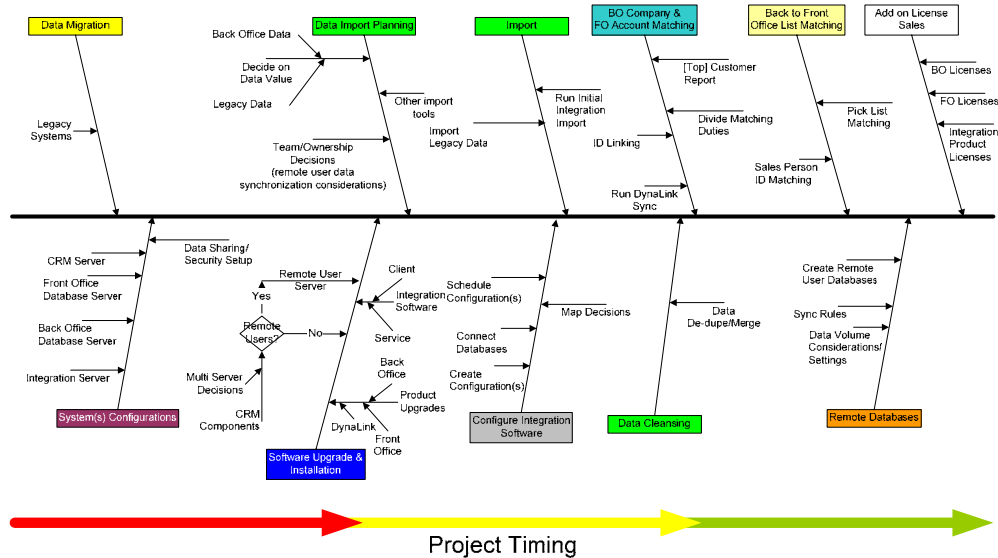 Data Migration
Data Import Planning
Import
BO Company &
FO Account Matching
Back to Front
Office List Matching
Add on License
Sales
Back Office Data
Decide on
Data Value
Legacy Data
Other import
tools
Team/Ownership
Decisions
(remote user data
synchronization considerations)
Legacy
Systems
Run Initial
Integration
Import
Import
Legacy Data
[Top] Customer
Report
Divide Matching
Duties
ID Linking
Run DynaLink
Sync
Pick List
Matching
Sales Person
ID Matching
BO Licenses
FO Licenses
Integration
Product
Licenses
Data Sharing/
Security Setup
CRM Server
Front Office
Database Server
Back Office
Database Server
Integration Server
System(s) Configurations
Remote User
Server
Yes
Remote
Users?
No
Multi Server
Decisions
CRM
Components
Client
Integration
Software
Service
Back
Office
Product
Upgrades
DynaLink
Front
Office
Software Upgrade &
Installation
Schedule
Configuration(s)
Map Decisions
Connect
Databases
Create
Configuration(s)
Configure Integration
Software
Data
De-dupe/Merge
Data Cleansing
Create Remote
User Databases
Sync Rules
Data Volume
Considerations/
Settings
Remote Databases
Project Timing